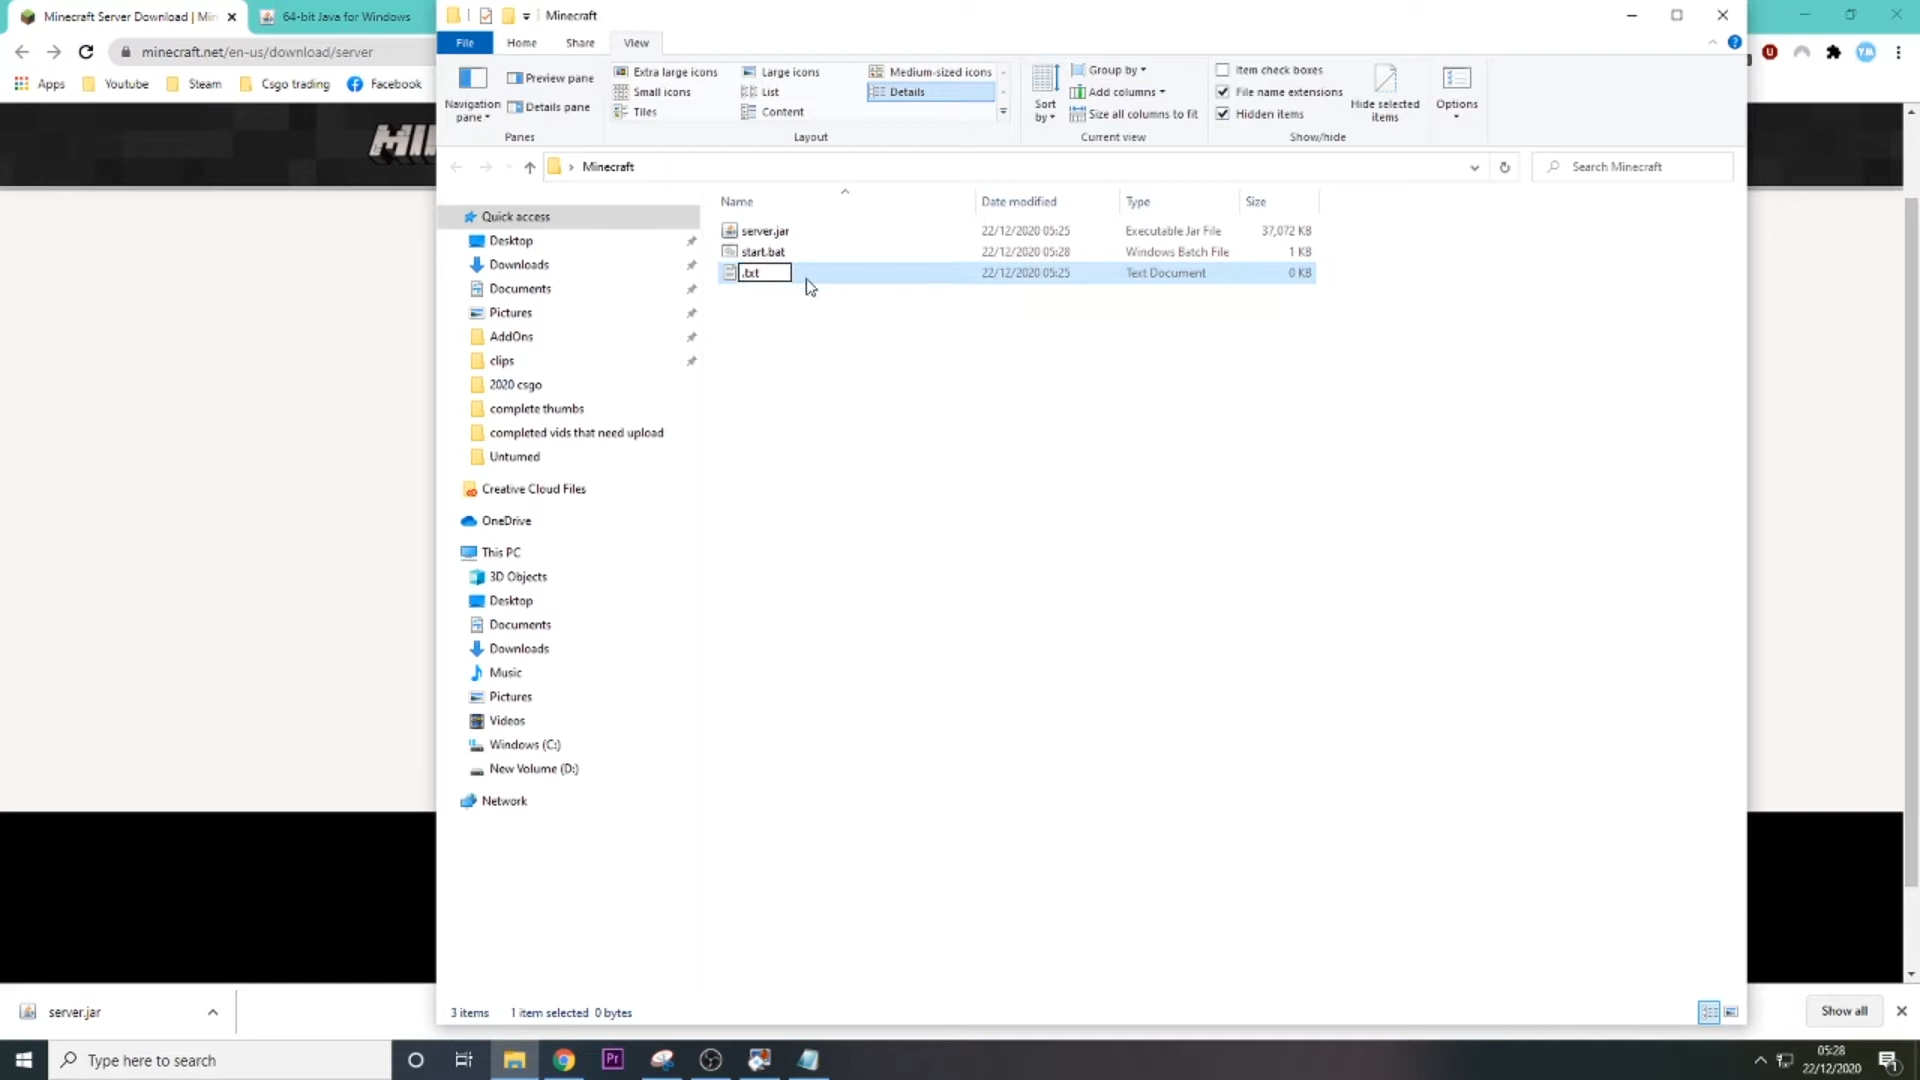 Minecraft Server Download | Min
64-bit Java for Windows
Minecraft
minecraft.net/en-us/download/server
File
Home
Share
View
Apps
Youtube
Steam
Csgo trading
Facebook
Navigation pane
Preview pane
Details pane
Panes
Extra large icons
Large icons
Medium-sized icons
Small icons
List
Details
Tiles
Content
Layout
Sort by
Group by
Add columns
Size all columns to fit
Current view
Item check boxes
File name extensions
Hidden items
Hide selected items
Show/hide
Options
Minecraft
Search Minecraft
Name
Date modified
Type
Size
server.jar
22/12/2020 05:25
Executable Jar File
37,072 KB
start.bat
22/12/2020 05:28
Windows Batch File
1 KB
.txt
22/12/2020 05:25
Text Document
0 KB
Quick access
Desktop
Downloads
Documents
Pictures
AddOns
clips
2020 csgo
complete thumbs
completed vids that need upload
Unturned
Creative Cloud Files
OneDrive
This PC
3D Objects
Desktop
Documents
Downloads
Music
Pictures
Videos
Windows (C:)
New Volume (D:)
Network
3 items
1 item selected 0 bytes
server.jar
Show all
Type here to search
Pr
05:28
22/12/2020